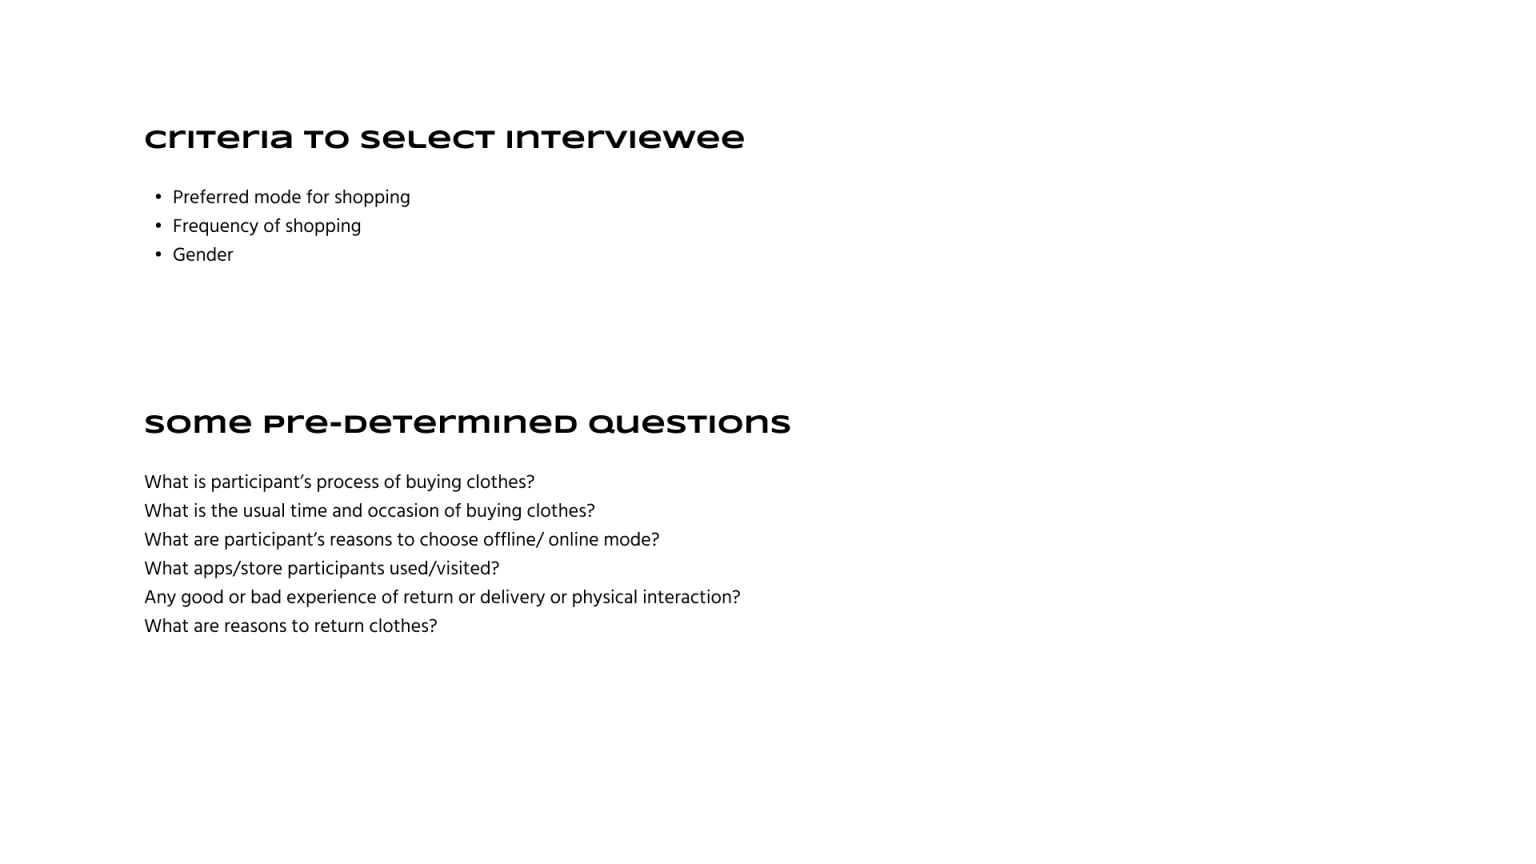 Criteria to select interviewee
• Preferred mode for shopping
• Frequency of shopping
• Gender
Some pre-determined questions
What is participant’s process of buying clothes?
What is the usual time and occasion of buying clothes?
What are participant’s reasons to choose offline/ online mode?
What apps/store participants used/visited?
Any good or bad experience of return or delivery or physical interaction?
What are reasons to return clothes?